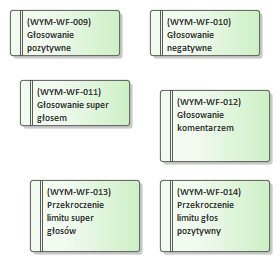 (WYM-WF-009)
Głosowanie
pozytywne
(WYM-WF-010)
Głosowanie
negatywne
(WYM-WF-011)
Głosowanie super
głosem
(WYM-WF-012)
Głosowanie
komentarzem
(WYM-WF-013)
Przekroczenie
limitu super
głosów
(WYM-WF-014)
Przekroczenie
limitu głos
pozytywny